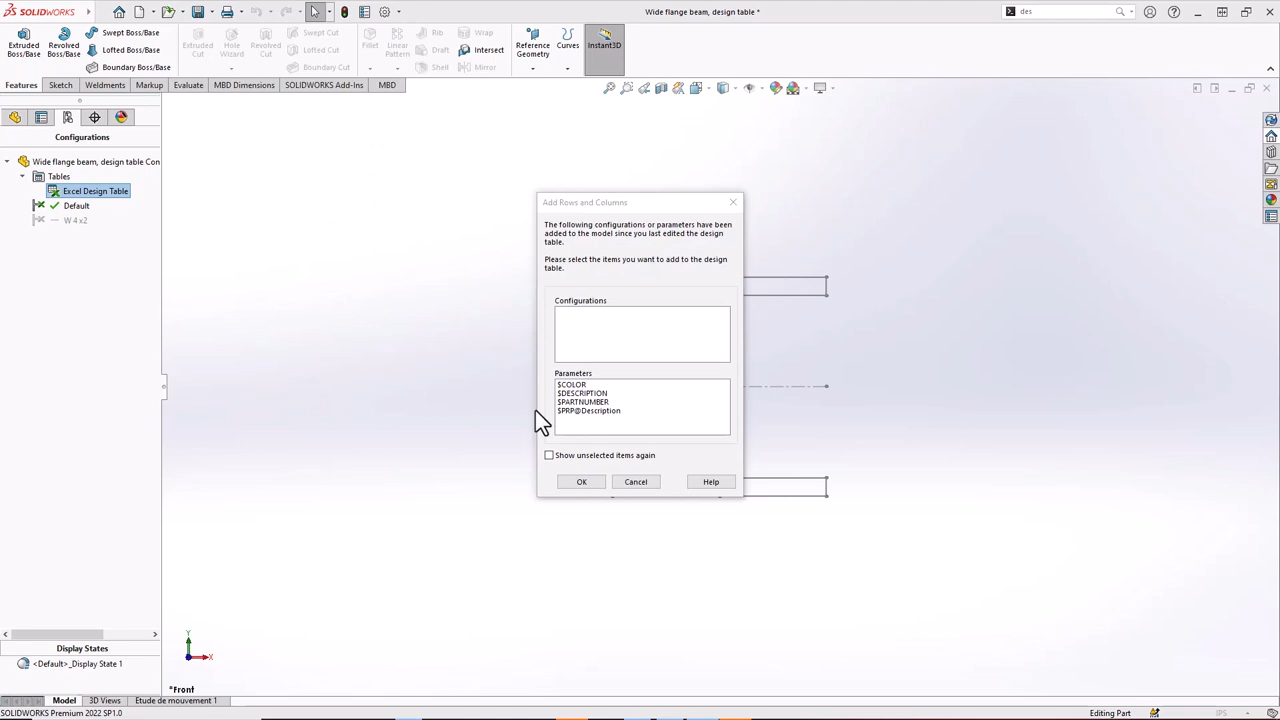 SOLIDWORKS
Wide flange beam, design table *
des
Extruded Boss/Base
Revolved Boss/Base
Swept Boss/Base
Lofted Boss/Base
Boundary Boss/Base
Extruded Cut
Hole Wizard
Revolved Cut
Swept Cut
Lofted Cut
Boundary Cut
Fillet
Linear Pattern
Rib
Draft
Shell
Wrap
Intersect
Mirror
Reference Geometry
Curves
Instant3D
Features
Sketch
Weldments
Markup
Evaluate
MBD Dimensions
SOLIDWORKS Add-Ins
MBD
Configurations
Wide flange beam, design table Con
Tables
Excel Design Table
Default
W 4 x2
Add Rows and Columns
The following configurations or parameters have been
added to the model since you last edited the design
table.
Please select the items you want to add to the design
table.
Configurations
Parameters
$COLOR
$DESCRIPTION
$PARTNUMBER
$PRP@Description
Show unselected items again
OK
Cancel
Help
Display States
<Default>_Display State 1
Y
X
*Front
Model
3D Views
Etude de mouvement 1
SOLIDWORKS Premium 2022 SP1.0
Editing Part
IPS